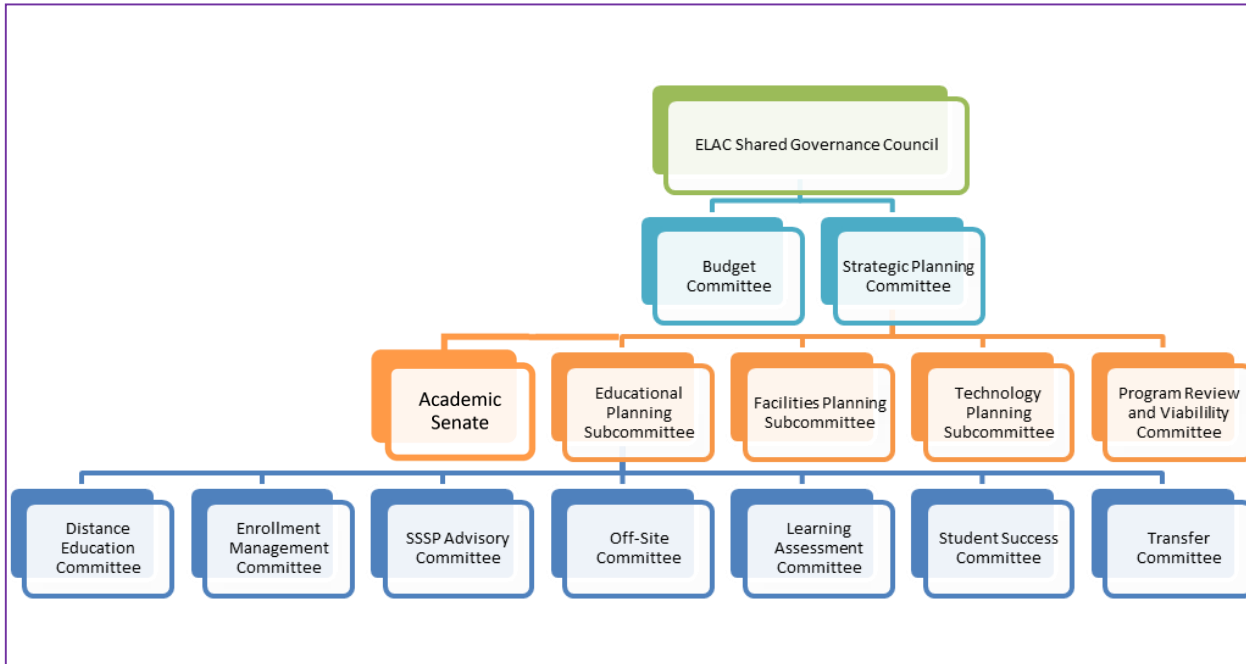 ELAC Shared Governance Council
Budget
Committee
Strategic Planning
Committee
Academic
Senate
Educational
Planning
Subcommittee
Facilities Planning
Subcommittee
Technology
Planning
Subcommittee
Program Review
and Viabilility
Committee
Distance
Education
Committee
Enrollment
Management
Committee
SSSP Advisory
Committee
Off-Site
Committee
Learning
Assessment
Committee
Student Success
Committee
Transfer
Committee